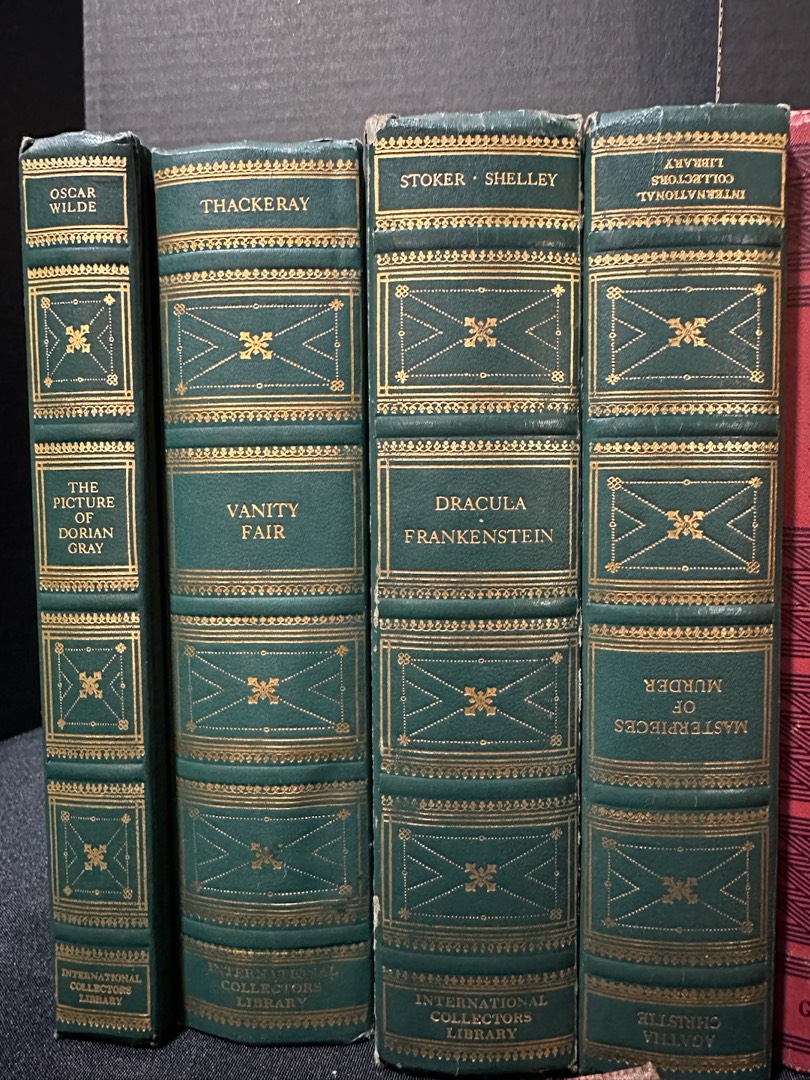 OSCAR
WILDE
THE
PICTURE
OF
DORIAN
GRAY
INTERNATIONAL
COLLECTORS
LIBRARY
THACKERAY
VANITY
FAIR
INTERNATIONAL
COLLECTORS
LIBRARY
STOKER · SHELLEY
DRACULA
·
FRANKENSTEIN
INTERNATIONAL
COLLECTORS
LIBRARY
AGATHA
CHRISTIE
MASTERPIECES
OF
MURDER
INTERNATIONAL
COLLECTORS
LIBRARY
G